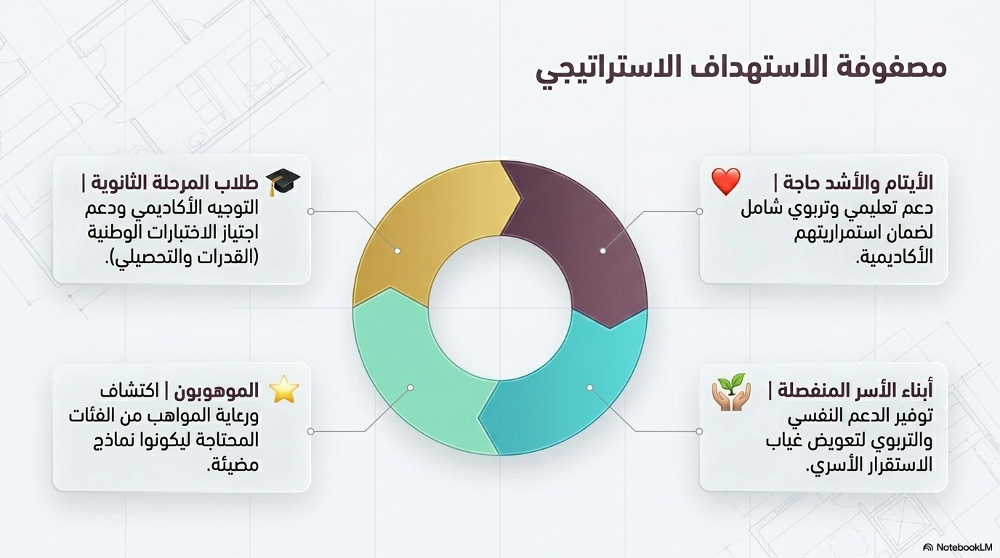 مصفوفة الاستهداف الاستراتيجي
الأيتام والأشد حاجة |
دعم تعليمي وتربوي شامل
لضمان استمراريتهم
الأكاديمية.
طلاب المرحلة الثانوية |
التوجيه الأكاديمي ودعم
اجتياز الاختبارات الوطنية
(القدرات والتحصيلي).
أبناء الأسر المنفصلة |
توفير الدعم النفسي
والتربوي لتعويض غياب
الاستقرار الأسري.
الموهوبون | اكتشاف
ورعاية المواهب من الفئات
المحتاجة ليكونوا نماذج
مضيئة.
NotebookLM